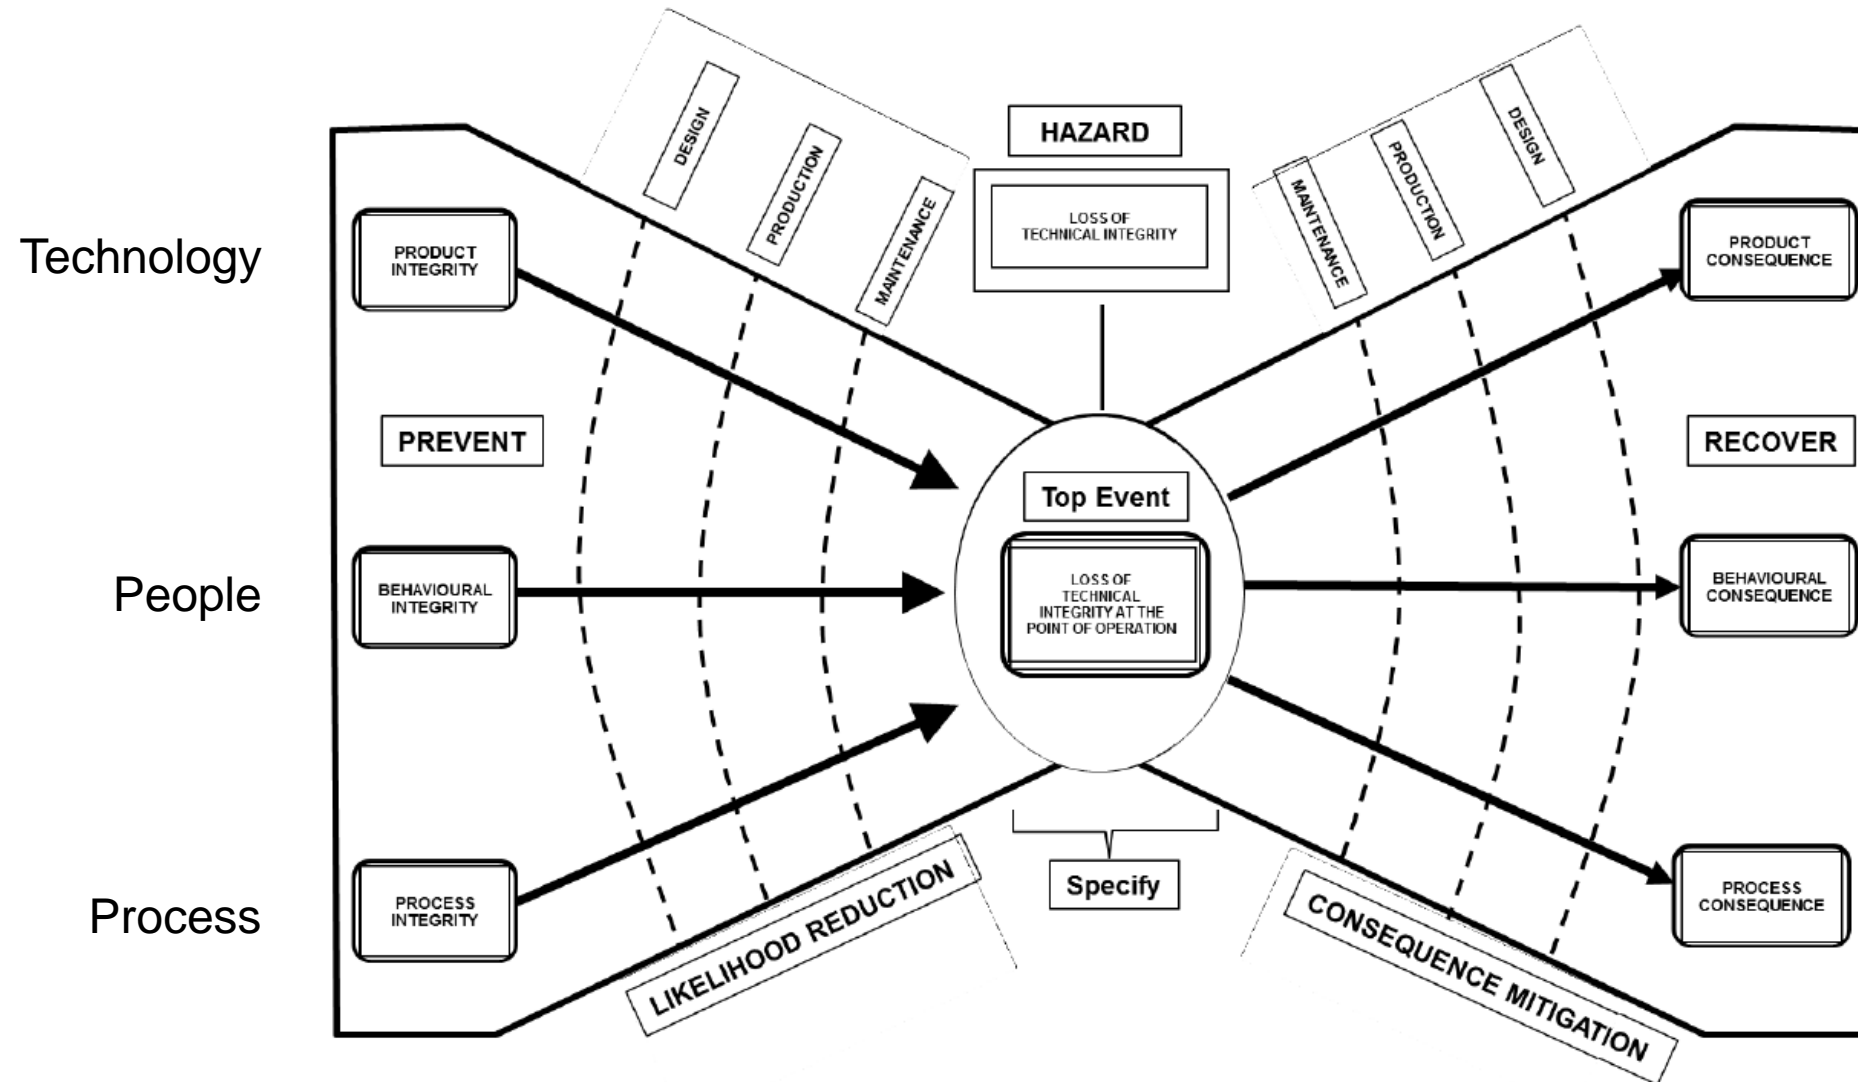 DESIGN
PRODUCTION
MAINTENANCE
HAZARD
LOSS OF
TECHNICAL INTEGRITY
MAINTENANCE
PRODUCTION
DESIGN
Technology
PRODUCT
INTEGRITY
PRODUCT
CONSEQUENCE
PREVENT
RECOVER
Top Event
People
BEHAVIOURAL
INTEGRITY
LOSS OF
TECHNICAL
INTEGRITY AT THE
POINT OF OPERATION
BEHAVIOURAL
CONSEQUENCE
Process
PROCESS
INTEGRITY
LIKELIHOOD REDUCTION
Specify
CONSEQUENCE MITIGATION
PROCESS
CONSEQUENCE